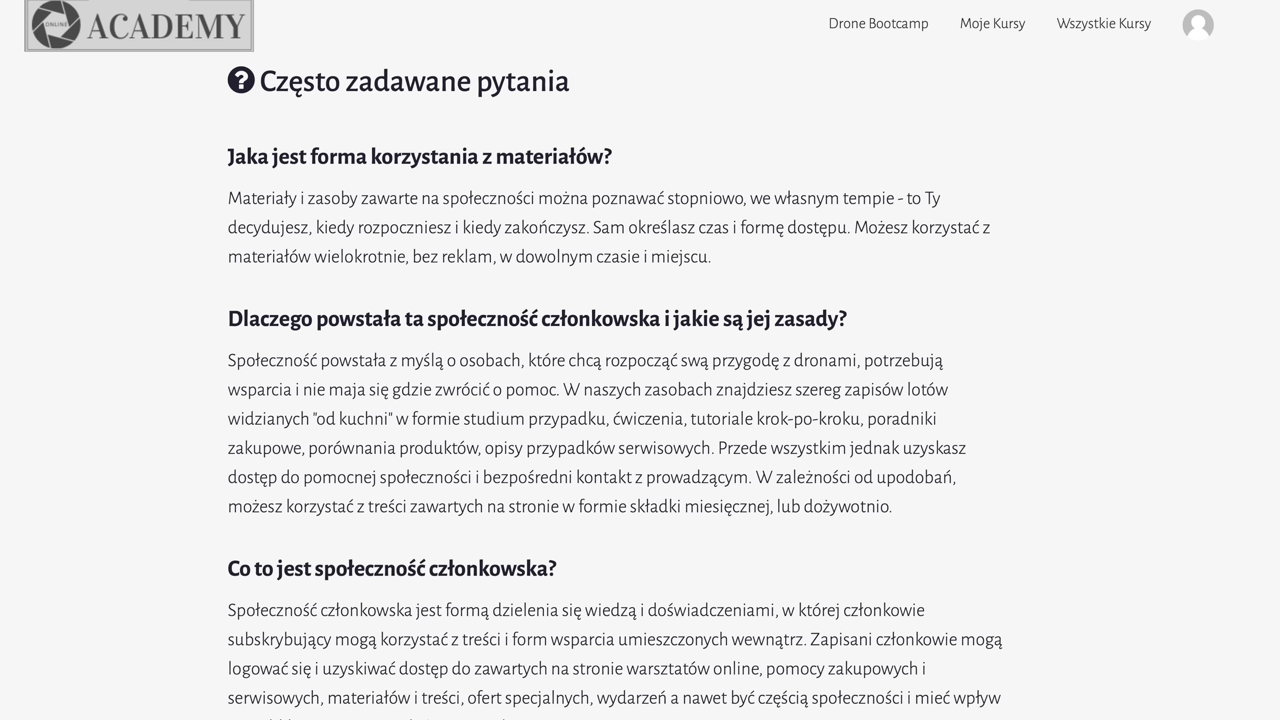 ONLINE ACADEMY
Drone Bootcamp Moje Kursy Wszystkie Kursy
Często zadawane pytania
Jaka jest forma korzystania z materiałów?
Materiały i zasoby zawarte na społeczności można poznawać stopniowo, we własnym tempie - to Ty
decydujesz, kiedy rozpoczniesz i kiedy zakończysz. Sam określasz czas i formę dostępu. Możesz korzystać z
materiałów wielokrotnie, bez reklam, w dowolnym czasie i miejscu.
Dlaczego powstała ta społeczność członkowska i jakie są jej zasady?
Społeczność powstała z myślą o osobach, które chcą rozpocząć swą przygodę z dronami, potrzebują
wsparcia i nie maja się gdzie zwrócić o pomoc. W naszych zasobach znajdziesz szereg zapisów lotów
widzianych "od kuchni" w formie studium przypadku, ćwiczenia, tutoriale krok-po-kroku, poradniki
zakupowe, porównania produktów, opisy przypadków serwisowych. Przede wszystkim jednak uzyskasz
dostęp do pomocnej społeczności i bezpośredni kontakt z prowadzącym. W zależności od upodobań,
możesz korzystać z treści zawartych na stronie w formie składki miesięcznej, lub dożywotnio.
Co to jest społeczność członkowska?
Społeczność członkowska jest formą dzielenia się wiedzą i doświadczeniami, w której członkowie
subskrybujący mogą korzystać z treści i form wsparcia umieszczonych wewnątrz. Zapisani członkowie mogą
logować się i uzyskiwać dostęp do zawartych na stronie warsztatów online, pomocy zakupowych i
serwisowych, materiałów i treści, ofert specjalnych, wydarzeń a nawet być częścią społeczności i mieć wpływ